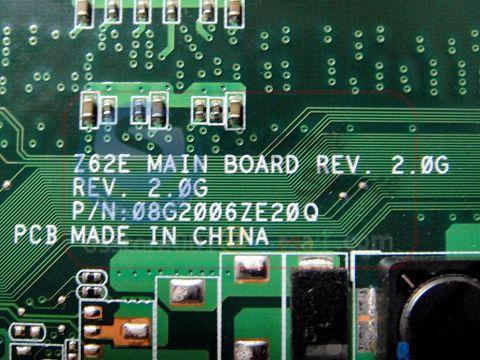 Z62E MAIN BOARD REV. 2.0G
REV. 2.0G
P/N:08G2006ZE20Q
PCB MADE IN CHINA